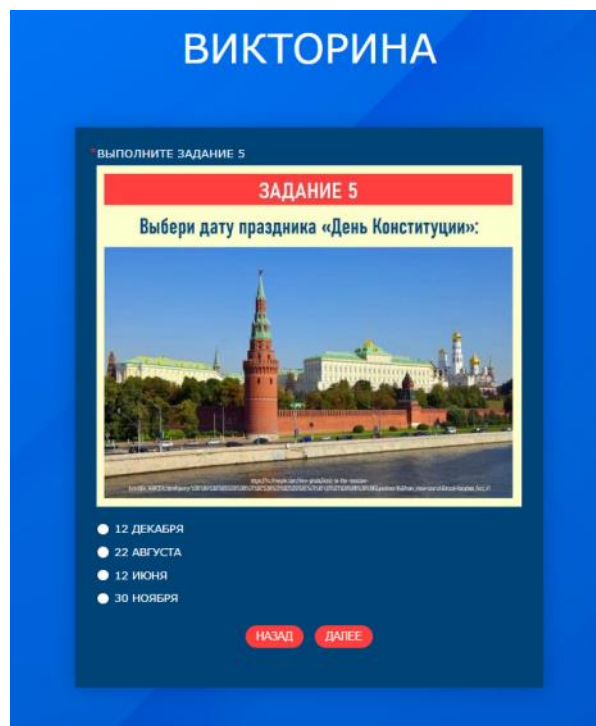 ВИКТОРИНА
*ВЫПОЛНИТЕ ЗАДАНИЕ 5
ЗАДАНИЕ 5
Выбери дату праздника «День Конституции»:
12 ДЕКАБРЯ
22 АВГУСТА
12 ИЮНЯ
30 НОЯБРЯ
НАЗАД ДАЛЕЕ